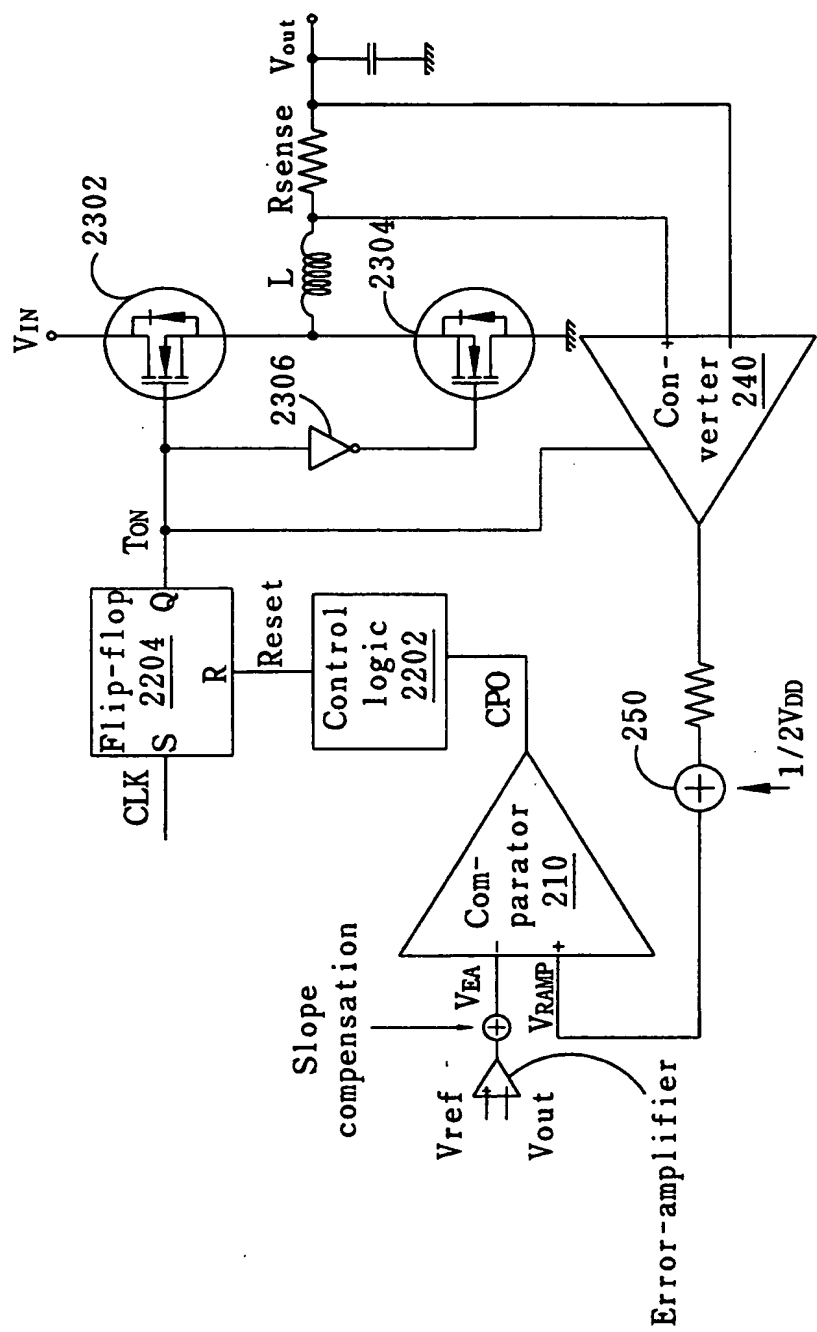 VIN
2302
CLK
Flip-flop
2204
S
Q
R
TON
2306
L
Rsense
Vout
2304
Reset
Control
logic
2202
CPO
Slope
compensation
VEA
Com-
parator
210
-
+
VRAMP
Vref
Vout
+
-
Error-amplifier
250
1/2VDD
Con-
verter
240
+
-